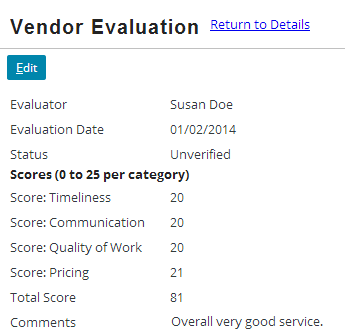 Vendor Evaluation Return to Details
Edit
Evaluator Susan Doe
Evaluation Date 01/02/2014
Status Unverified
Scores (0 to 25 per category)
Score: Timeliness 20
Score: Communication 20
Score: Quality of Work 20
Score: Pricing 21
Total Score 81
Comments Overall very good service.